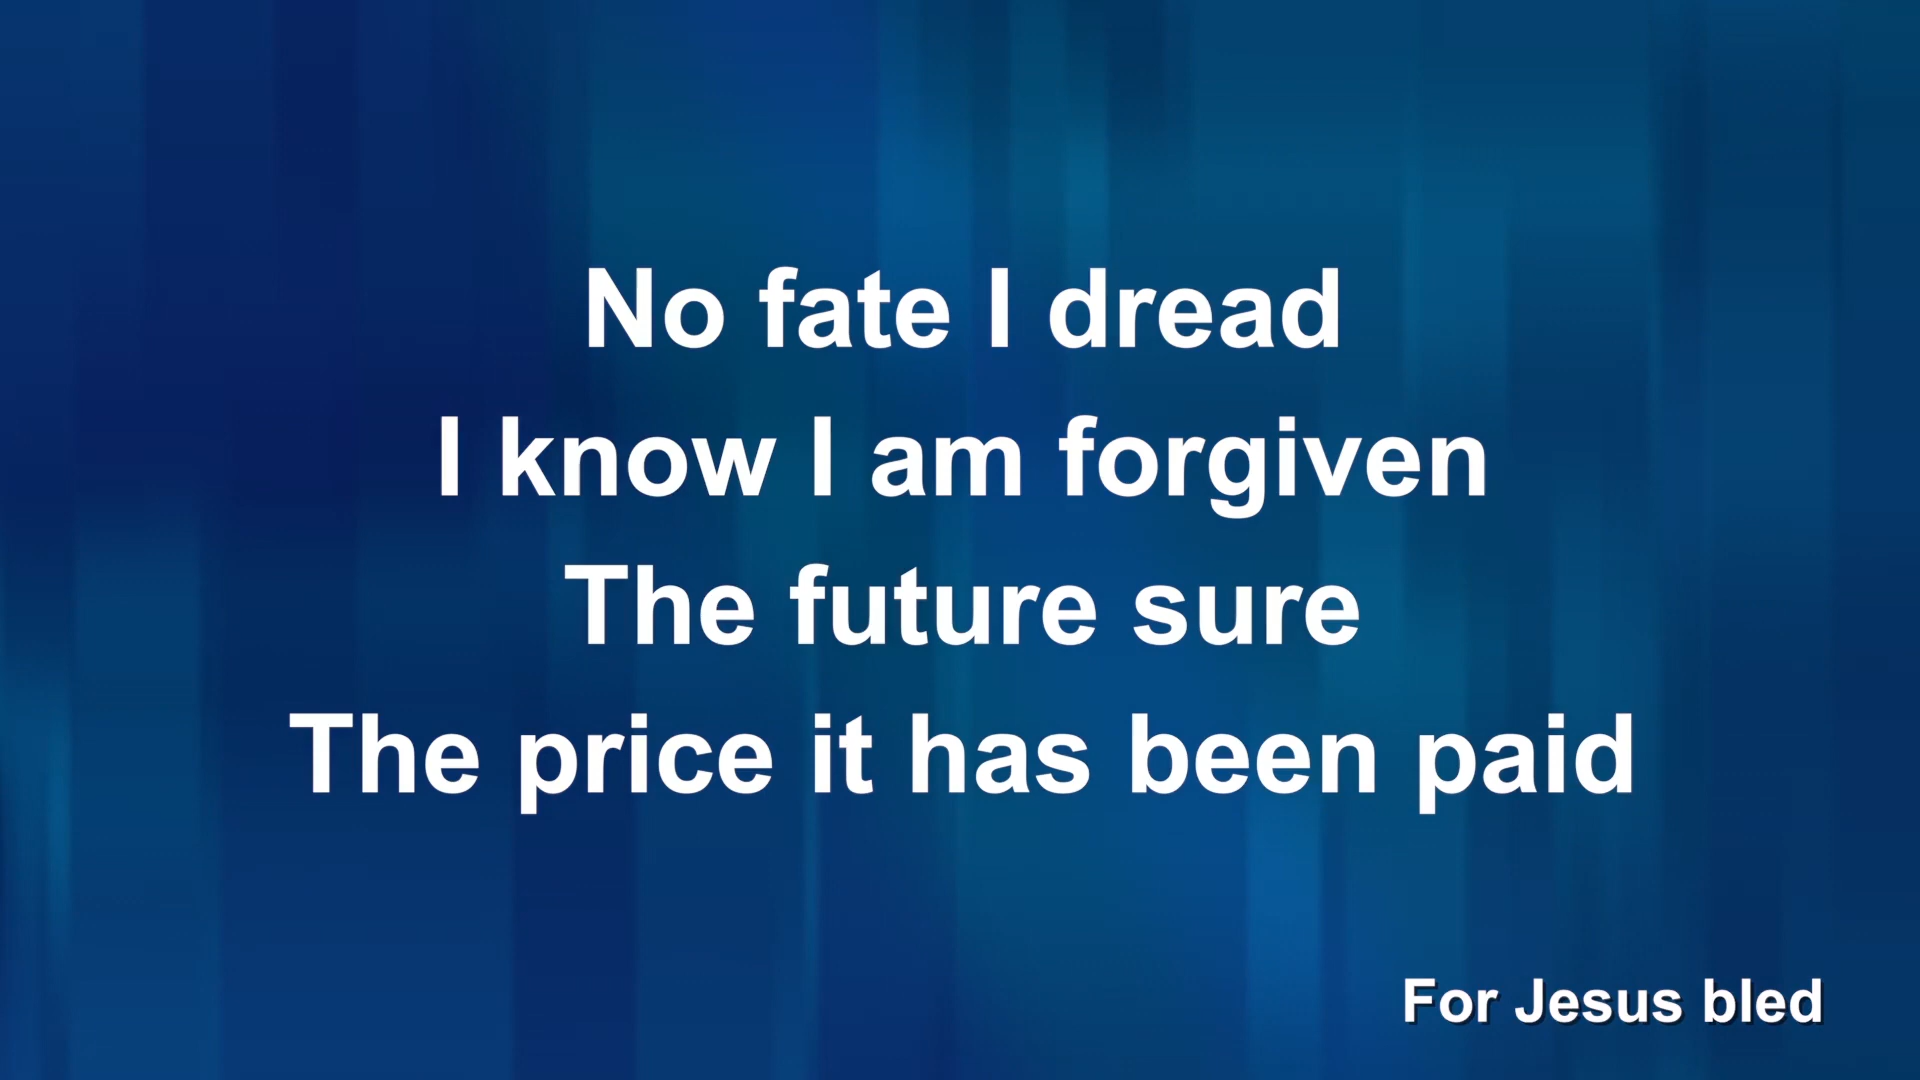 No fate I dread
I know I am forgiven
The future sure
The price it has been paid
For Jesus bled